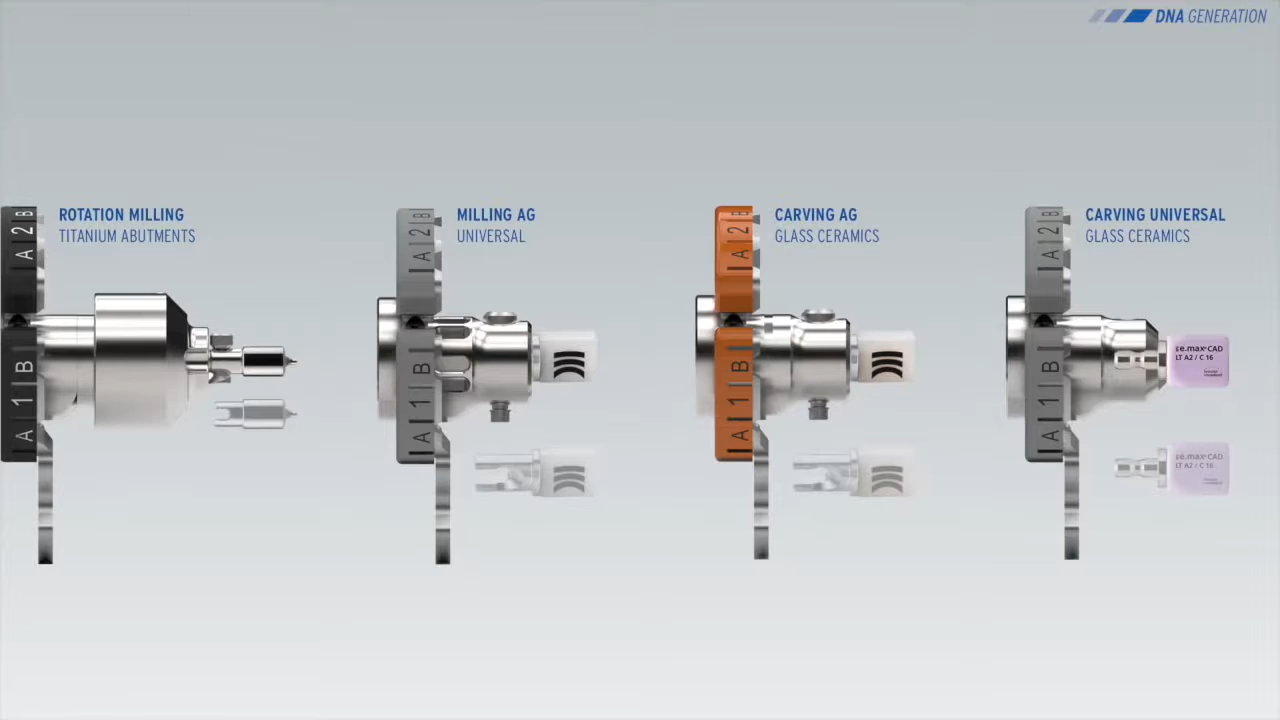 DNA GENERATION
ROTATION MILLING
TITANIUM ABUTMENTS
MILLING AG
UNIVERSAL
CARVING AG
GLASS CERAMICS
CARVING UNIVERSAL
GLASS CERAMICS
A 2 B
A 1 B
A 2 B
A 1 B
A 2 B
A 1 B
A 2 B
A 1 B
e.max CAD
LT A2 / C 16
e.max CAD
LT A2 / C 16